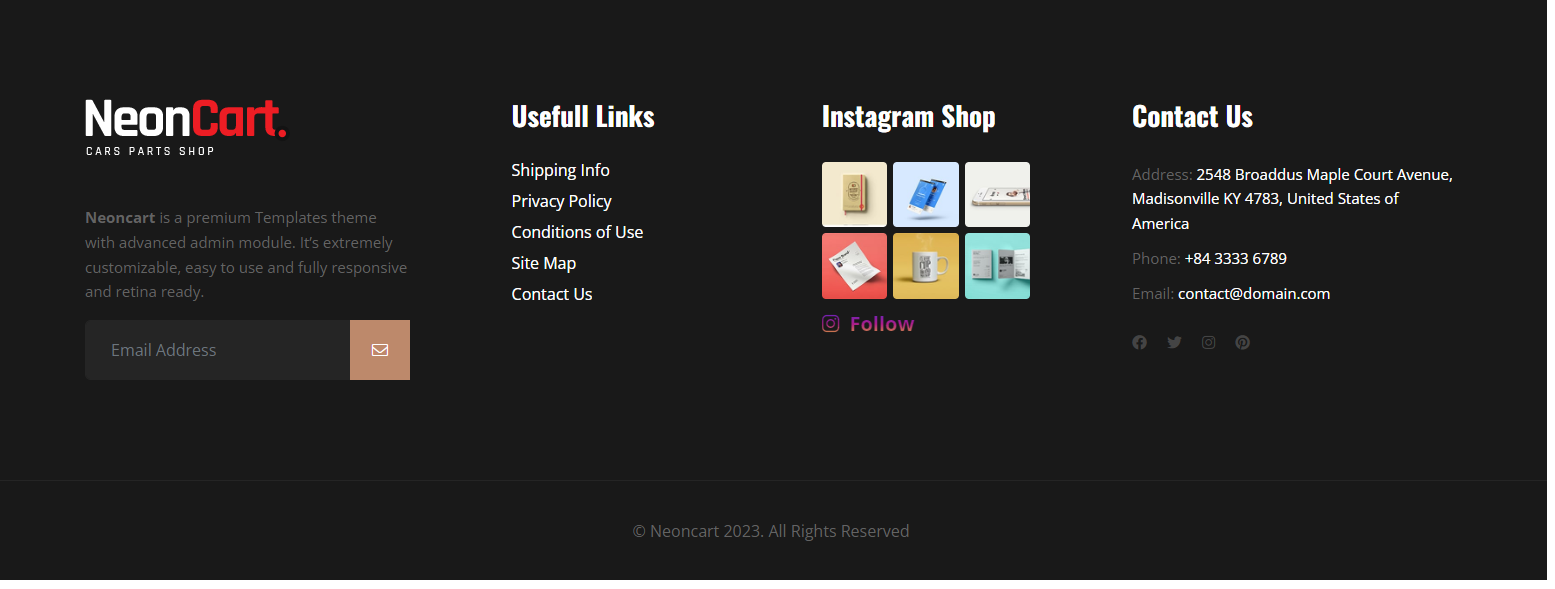 NeonCart.
CARS PARTS SHOP
Neoncart is a premium Templates theme
with advanced admin module. It’s extremely
customizable, easy to use and fully responsive
and retina ready.
Email Address
Usefull Links
Shipping Info
Privacy Policy
Conditions of Use
Site Map
Contact Us
Instagram Shop
Follow
Contact Us
Address: 2548 Broaddus Maple Court Avenue,
Madisonville KY 4783, United States of
America
Phone: +84 3333 6789
Email: contact@domain.com
© Neoncart 2023. All Rights Reserved